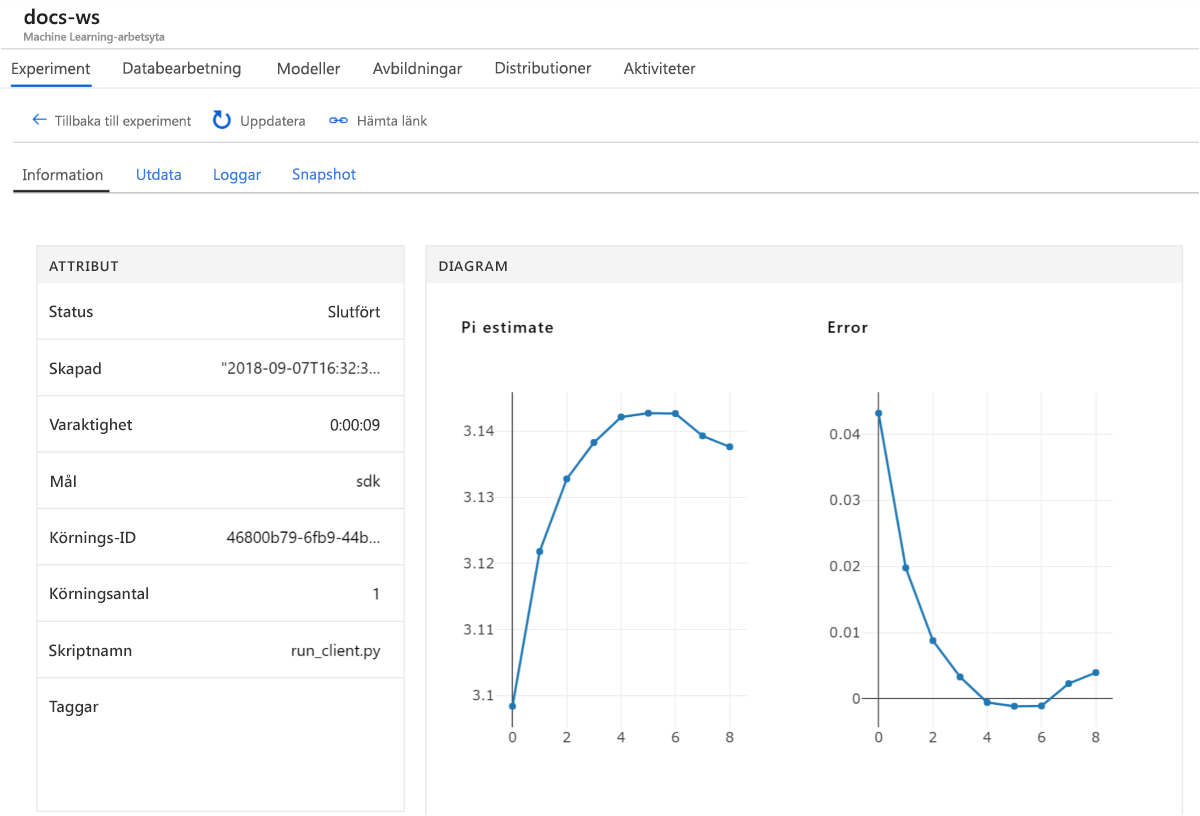 docs-ws
Machine Learning-arbetsyta
Experiment Databearbetning Modeller Avbildningar Distributioner Aktiviteter
Tillbaka till experiment Uppdatera Hämta länk
Information Utdata Loggar Snapshot
ATTRIBUT
Status Slutfört
Skapad "2018-09-07T16:32:3...
Varaktighet 0:00:09
Mål sdk
Körnings-ID 46800b79-6fb9-44b...
Körningsantal 1
Skriptnamn run_client.py
Taggar
DIAGRAM
Pi estimate
3.14
3.13
3.12
3.11
3.1
0 2 4 6 8
Error
0.04
0.03
0.02
0.01
0
0 2 4 6 8